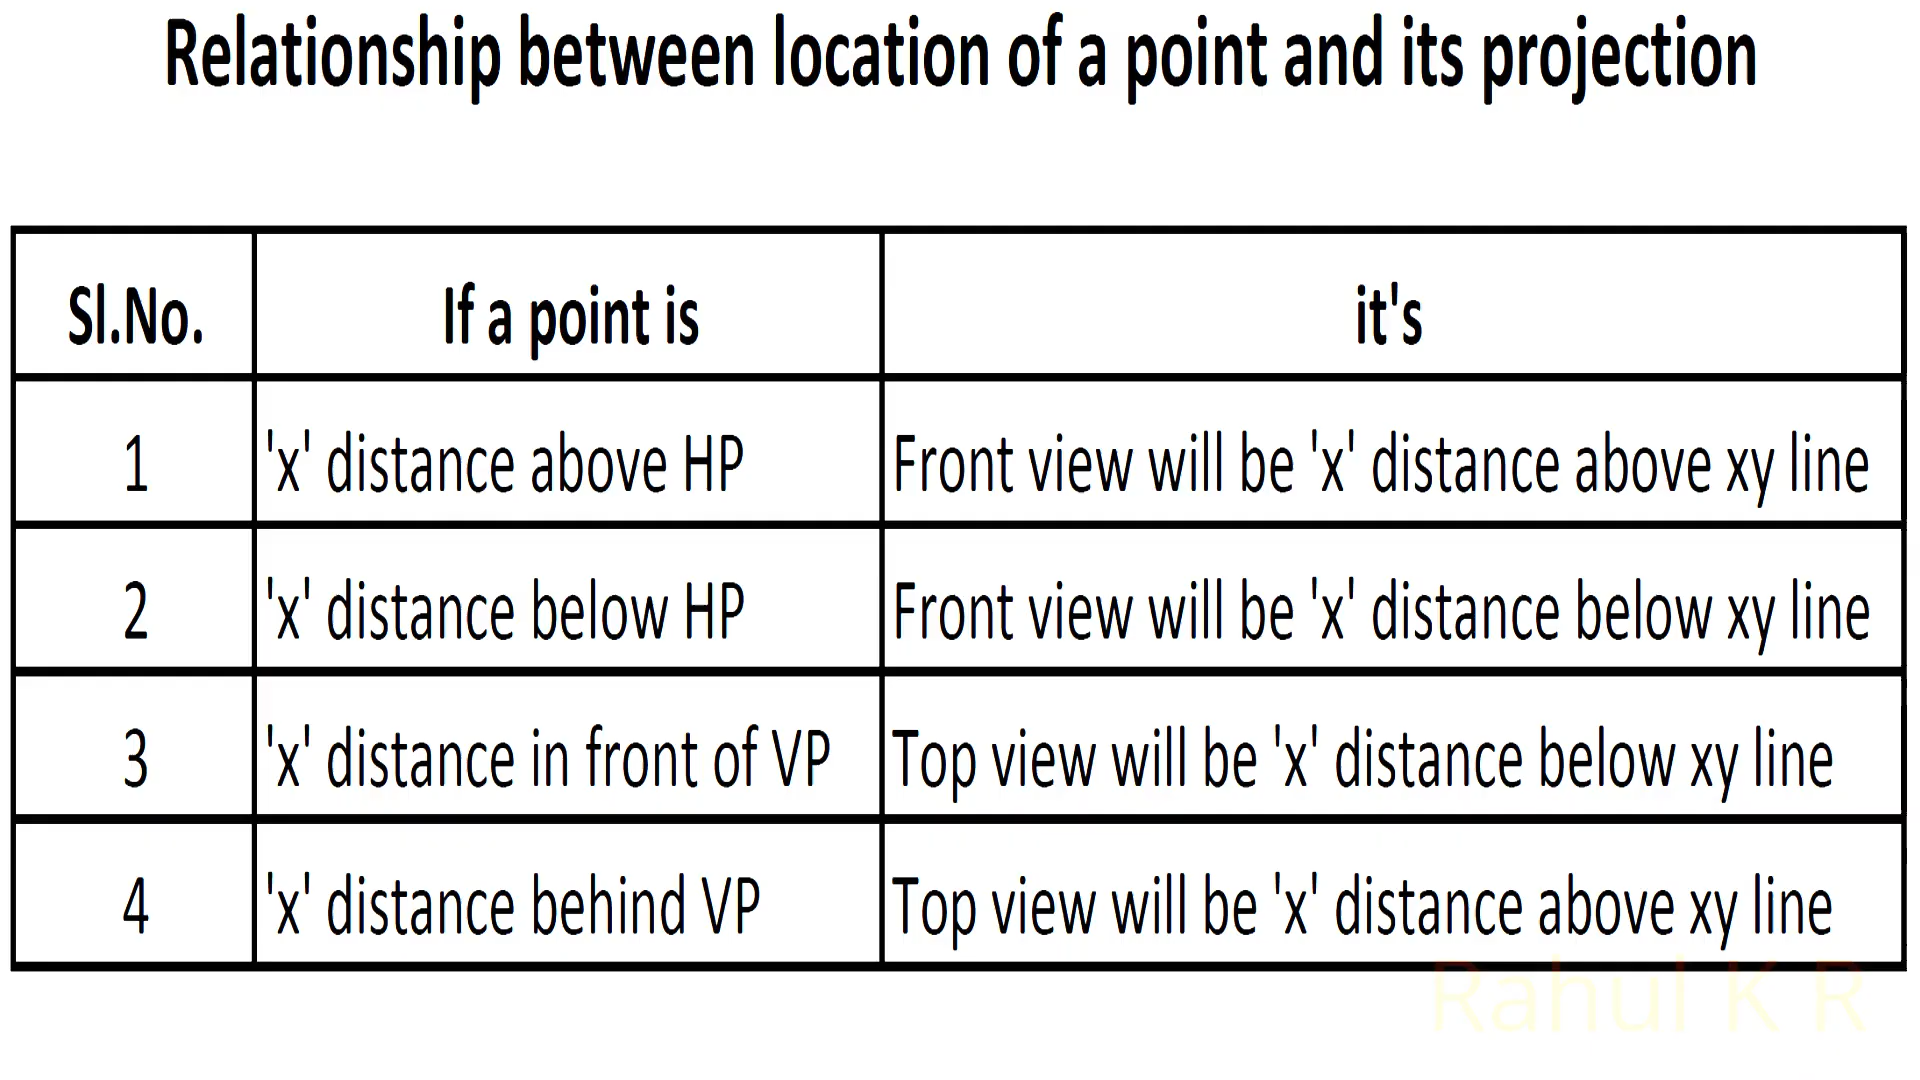 Relationship between location of a point and its projection
Sl.No. If a point is it's
1 'x' distance above HP Front view will be 'x' distance above xy line
2 'x' distance below HP Front view will be 'x' distance below xy line
3 'x' distance in front of VP Top view will be 'x' distance below xy line
4 'x' distance behind VP Top view will be 'x' distance above xy line
Rahul K R